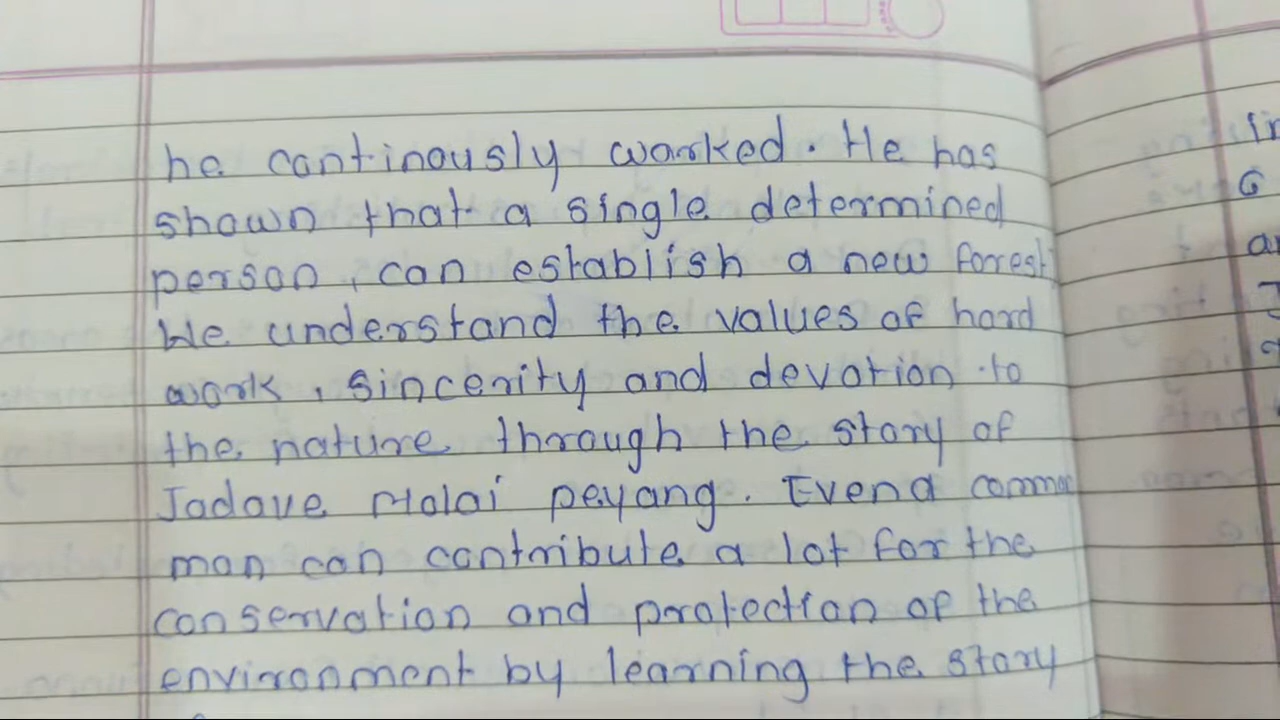 he continously worked. He has
shown that a single determined
person, can establish a new forrest
We understand the values of hard
work, sincerity and devotion to
the nature through the story of
Jadave Molai peyang. Even a common
man can contribute a lot for the
conservation and protection of the
environment by learning the story